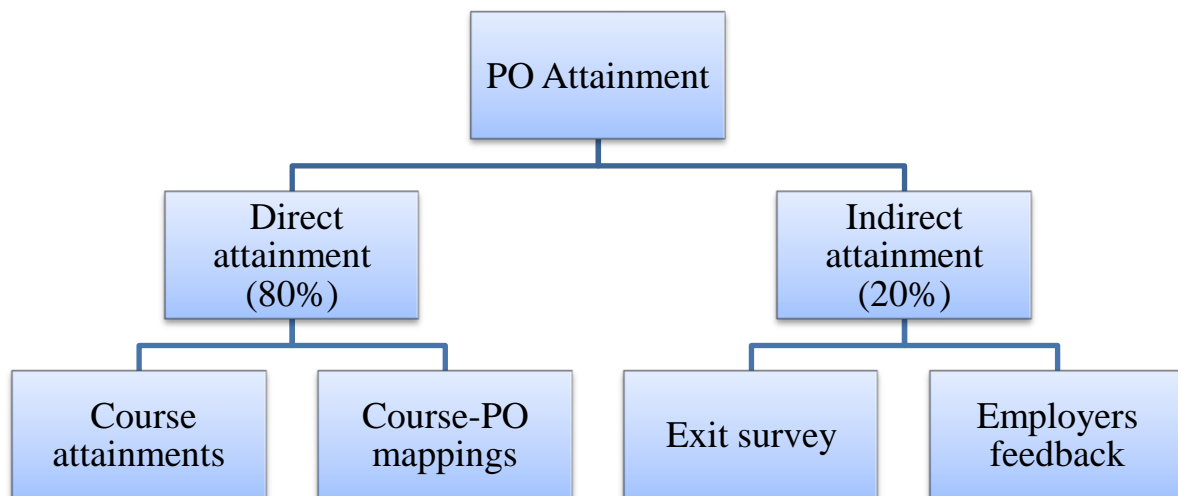 PO Attainment
Direct
attainment
(80%)
Indirect
attainment
(20%)
Course
attainments
Course-PO
mappings
Exit survey
Employers
feedback